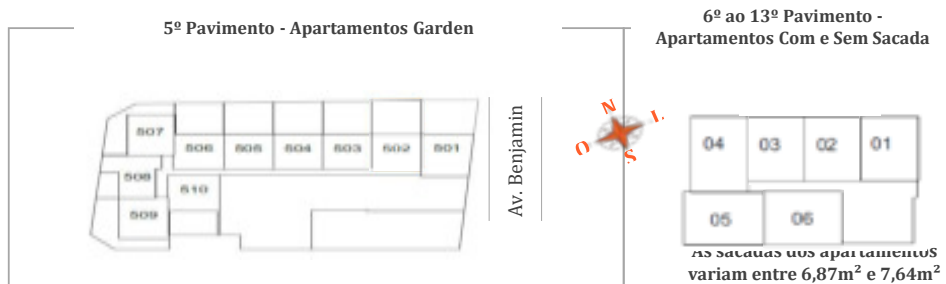 5º Pavimento - Apartamentos Garden
6º ao 13º Pavimento -
Apartamentos Com e Sem Sacada
507
506
505
504
503
502
501
508
510
509
Av. Benjamin
N
L
O
S
04
03
02
01
05
06
As sacadas dos apartamentos
variam entre 6,87m² e 7,64m²